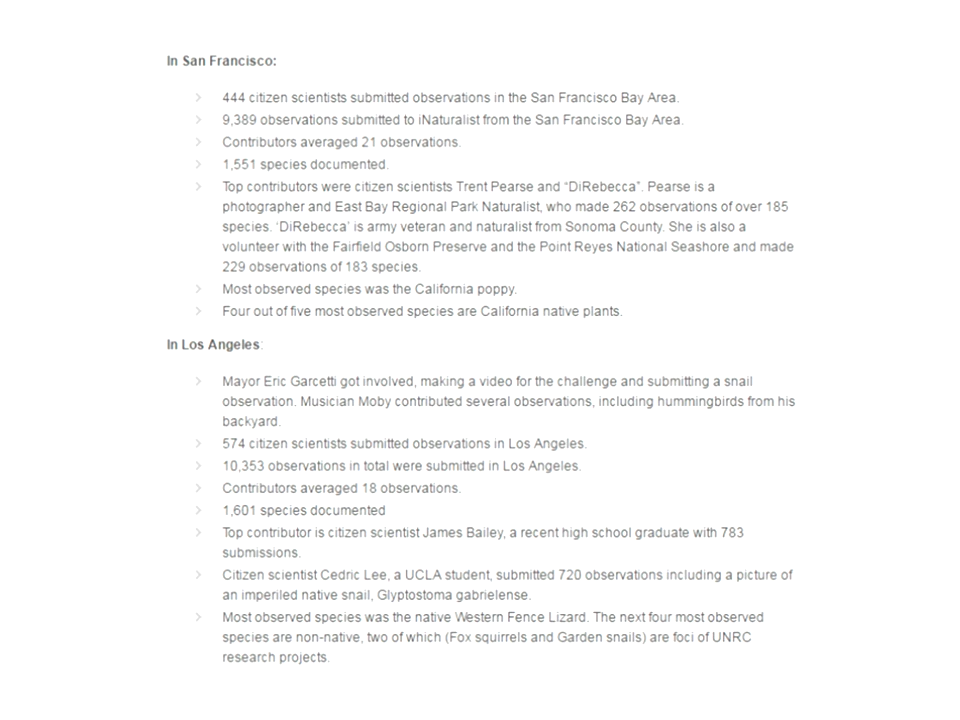 In San Francisco:
444 citizen scientists submitted observations in the San Francisco Bay Area.
9,389 observations submitted to iNaturalist from the San Francisco Bay Area.
Contributors averaged 21 observations.
1,551 species documented.
Top contributors were citizen scientists Trent Pearse and “DiRebecca”. Pearse is a
photographer and East Bay Regional Park Naturalist, who made 262 observations of over 185
species. ‘DiRebecca’ is army veteran and naturalist from Sonoma County. She is also a
volunteer with the Fairfield Osborn Preserve and the Point Reyes National Seashore and made
229 observations of 183 species.
Most observed species was the California poppy.
Four out of five most observed species are California native plants.
In Los Angeles:
Mayor Eric Garcetti got involved, making a video for the challenge and submitting a snail
observation. Musician Moby contributed several observations, including hummingbirds from his
backyard.
574 citizen scientists submitted observations in Los Angeles.
10,353 observations in total were submitted in Los Angeles.
Contributors averaged 18 observations.
1,601 species documented
Top contributor is citizen scientist James Bailey, a recent high school graduate with 783
submissions.
Citizen scientist Cedric Lee, a UCLA student, submitted 720 observations including a picture of
an imperiled native snail, Glyptostoma gabrielense.
Most observed species was the native Western Fence Lizard. The next four most observed
species are non-native, two of which (Fox squirrels and Garden snails) are foci of UNRC
research projects.